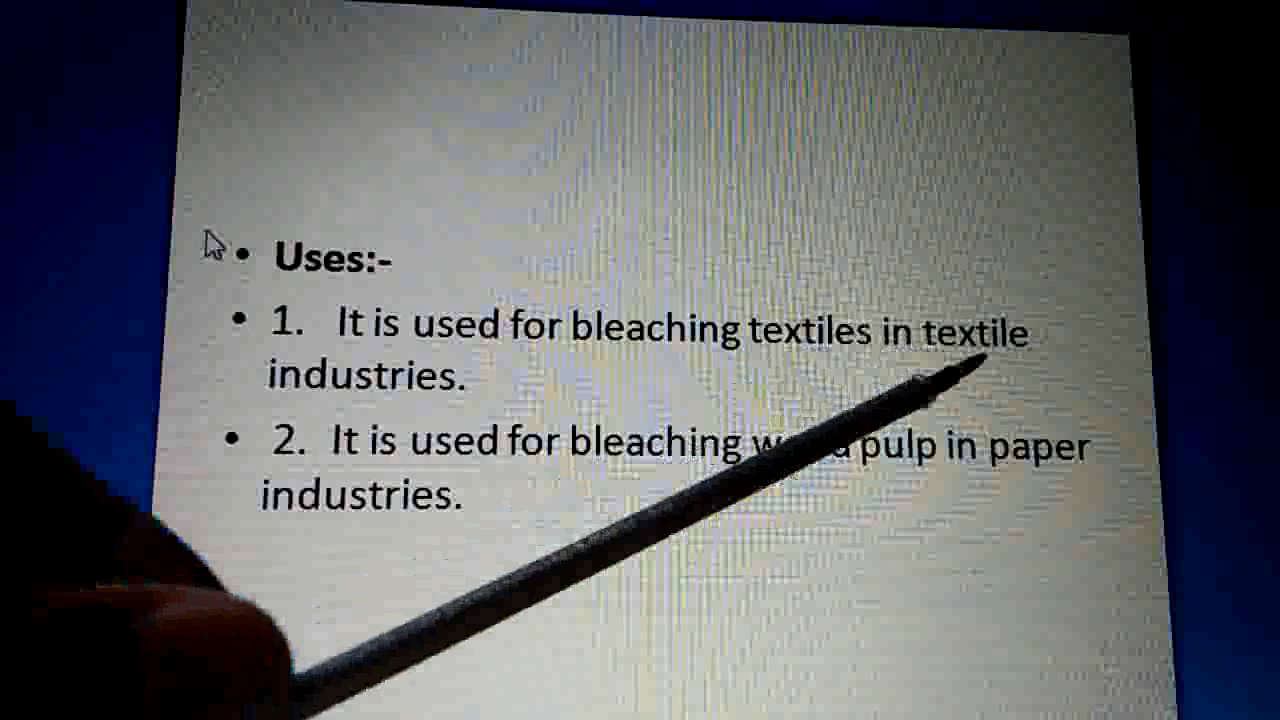 • Uses:-
• 1. It is used for bleaching textiles in textile
industries.
• 2. It is used for bleaching pulp in paper
industries.